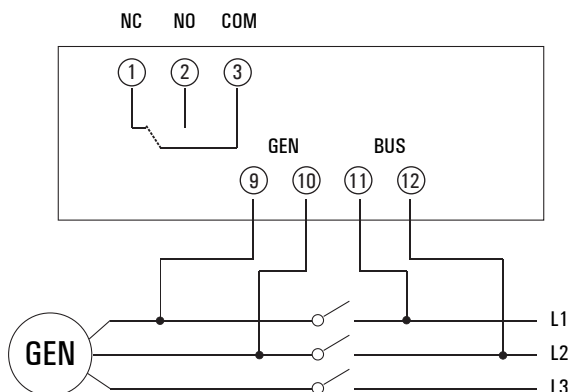 NC NO COM
1 2 3
GEN BUS
9 10 11 12
L1
GEN L2
L3